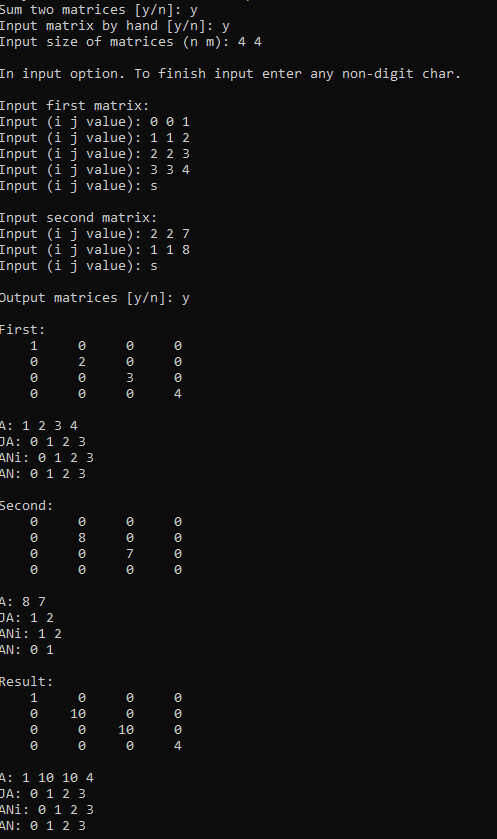 Sum two matrices [y/n]: y
Input matrix by hand [y/n]: y
Input size of matrices (n m): 4 4
In input option. To finish input enter any non-digit char.
Input first matrix:
Input (i j value): 0 0 1
Input (i j value): 1 1 2
Input (i j value): 2 2 3
Input (i j value): 3 3 4
Input (i j value): s
Input second matrix:
Input (i j value): 2 2 7
Input (i j value): 1 1 8
Input (i j value): s
Output matrices [y/n]: y
First:
1 0 0 0
0 2 0 0
0 0 3 0
0 0 0 4
A: 1 2 3 4
JA: 0 1 2 3
ANi: 0 1 2 3
AN: 0 1 2 3
Second:
0 0 0 0
0 8 0 0
0 0 7 0
0 0 0 0
A: 8 7
JA: 1 2
ANi: 1 2
AN: 0 1
Result:
1 0 0 0
0 10 0 0
0 0 10 0
0 0 0 4
A: 1 10 10 4
JA: 0 1 2 3
ANi: 0 1 2 3
AN: 0 1 2 3